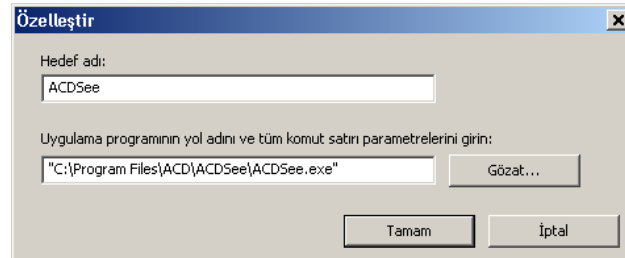 Özelleştir
Hedef adı:
ACDSee
Uygulama programının yol adını ve tüm komut satırı parametrelerini girin:
"C:\Program Files\ACD\ACDSee\ACDSee.exe"
Gözat...
Tamam
İptal